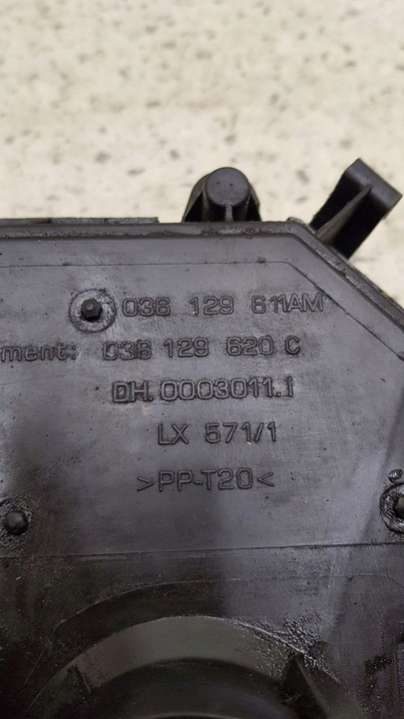 036 129 611AM
ment: 036 129 620 C
DH.0003011.1
LX 571/1
>PP-T20<